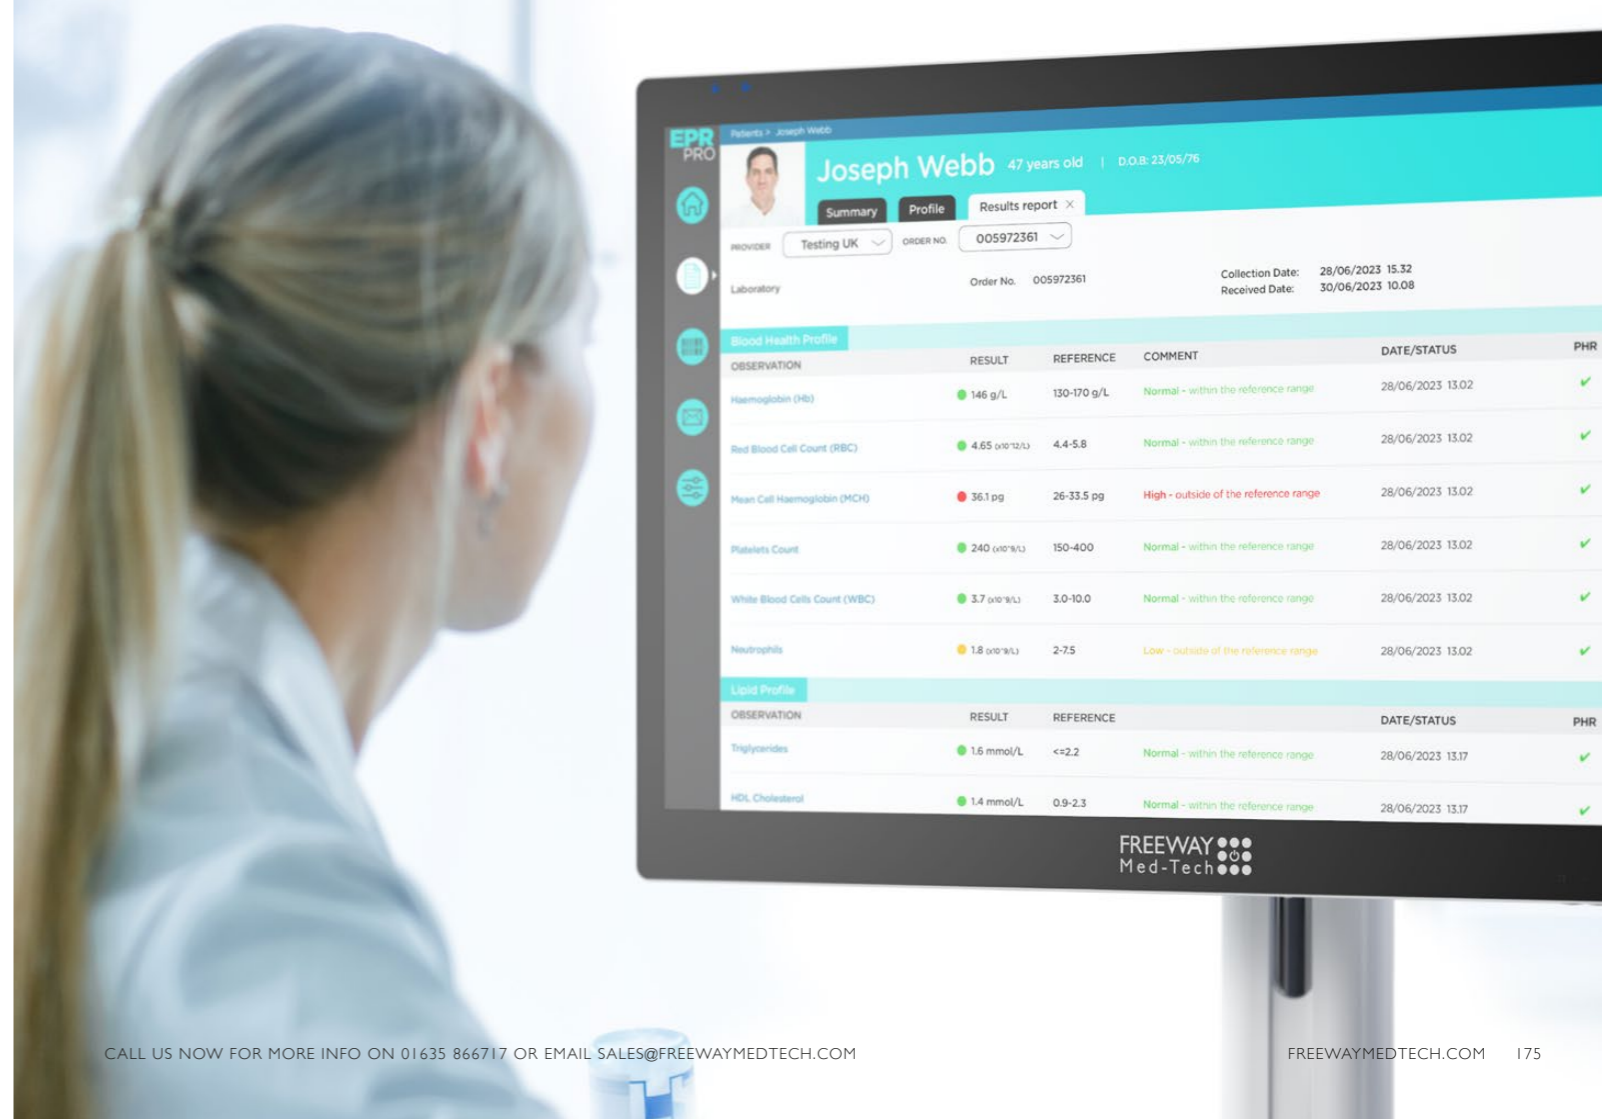 EPR
PRO
Patients > Joseph Webb
Joseph Webb 47 years old | D.O.B: 23/05/76
Summary Profile Results report ×
PROVIDER Testing UK ORDER NO. 005972361
Laboratory Order No. 005972361 Collection Date: 28/06/2023 15.32
Received Date: 30/06/2023 10.08
Blood Health Profile
OBSERVATION RESULT REFERENCE COMMENT DATE/STATUS PHR
Haemoglobin (Hb) 146 g/L 130-170 g/L Normal - within the reference range 28/06/2023 13.02 ✔
Red Blood Cell Count (RBC) 4.65 (x10^12/L) 4.4-5.8 Normal - within the reference range 28/06/2023 13.02 ✔
Mean Cell Haemoglobin (MCH) 36.1 pg 26-33.5 pg High - outside of the reference range 28/06/2023 13.02 ✔
Platelets Count 240 (x10^9/L) 150-400 Normal - within the reference range 28/06/2023 13.02 ✔
White Blood Cells Count (WBC) 3.7 (x10^9/L) 3.0-10.0 Normal - within the reference range 28/06/2023 13.02 ✔
Neutrophils 1.8 (x10^9/L) 2-7.5 Low - outside of the reference range 28/06/2023 13.02 ✔
Lipid Profile
OBSERVATION RESULT REFERENCE DATE/STATUS PHR
Triglycerides 1.6 mmol/L <=2.2 Normal - within the reference range 28/06/2023 13.17 ✔
HDL Cholesterol 1.4 mmol/L 0.9-2.3 Normal - within the reference range 28/06/2023 13.17 ✔
FREEWAY
Med-Tech
CALL US NOW FOR MORE INFO ON 01635 866717 OR EMAIL SALES@FREEWAYMEDTECH.COM
FREEWAYMEDTECH.COM 175